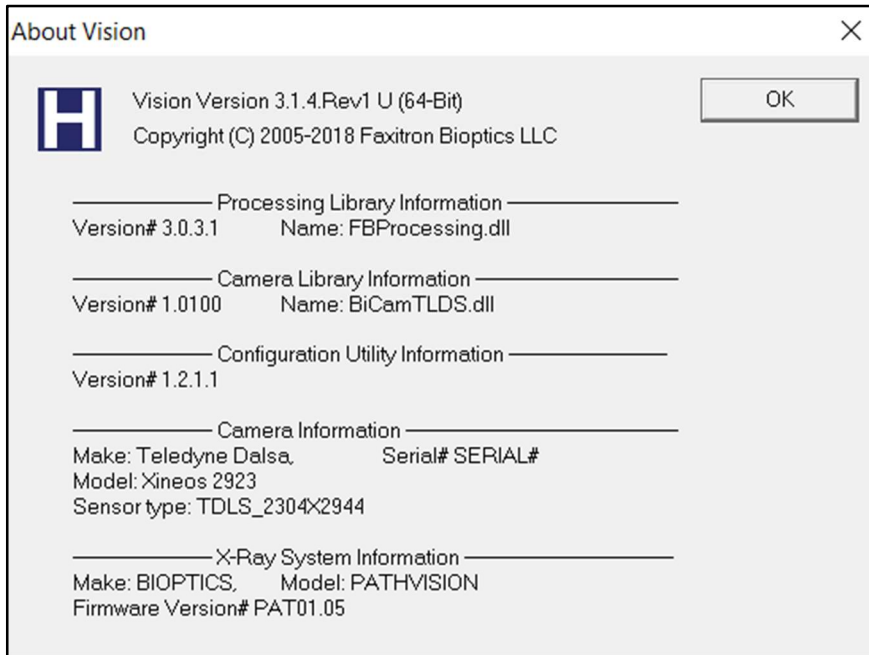 About Vision
H
Vision Version 3.1.4.Rev1 U (64-Bit)
OK
Copyright (C) 2005-2018 Faxitron Bioptics LLC
Processing Library Information
Version# 3.0.3.1 Name: FBProcessing.dll
Camera Library Information
Version# 1.0100 Name: BiCamTLDS.dll
Configuration Utility Information
Version# 1.2.1.1
Camera Information
Make: Teledyne Dalsa, Serial# SERIAL#
Model: Xineos 2923
Sensor type: TDLS_2304X2944
X-Ray System Information
Make: BIOPTICS, Model: PATHVISION
Firmware Version# PAT01.05